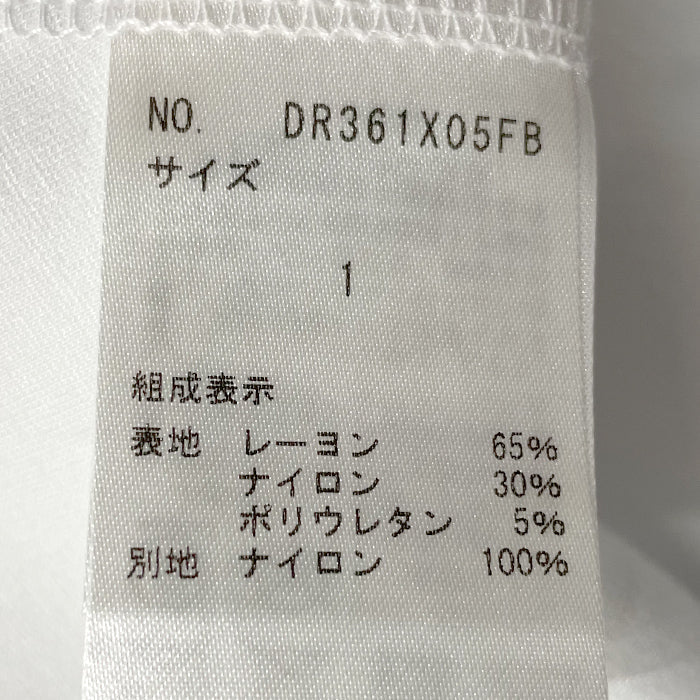 NO. DR361X05FB
サイズ
1
組成表示
表地 レーヨン 65%
ナイロン 30%
ポリウレタン 5%
別地 ナイロン 100%